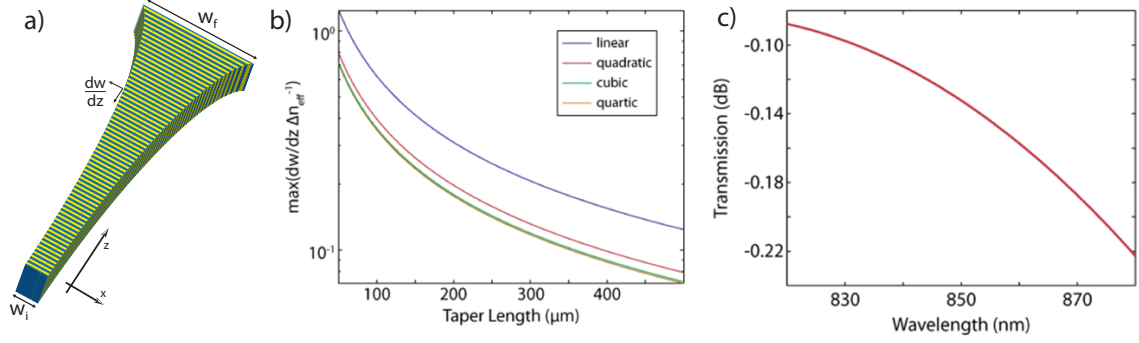 a)
w_f
dw
dz
z
x
w_i
b)
max(dw/dz Δn_eff^-1)
10^0
10^-1
linear
quadratic
cubic
quartic
100
200
300
400
Taper Length (μm)
c)
Transmission (dB)
-0.10
-0.14
-0.18
-0.22
830
850
870
Wavelength (nm)